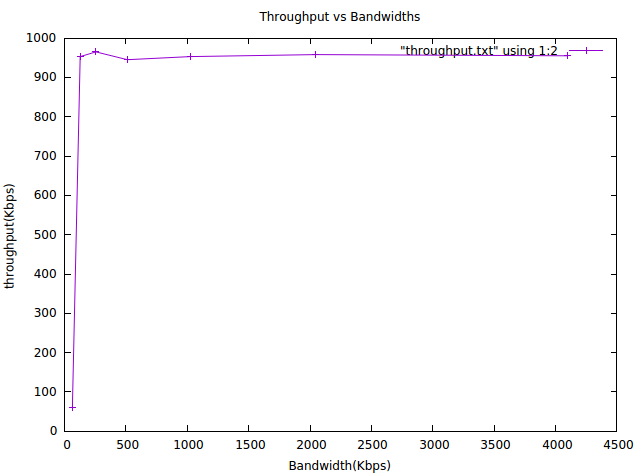 Throughput vs Bandwidths
1000
900
800
700
600
500
400
300
200
100
0
throughput(Kbps)
"throughput.txt" using 1:2
0 500 1000 1500 2000 2500 3000 3500 4000 4500
Bandwidth(Kbps)